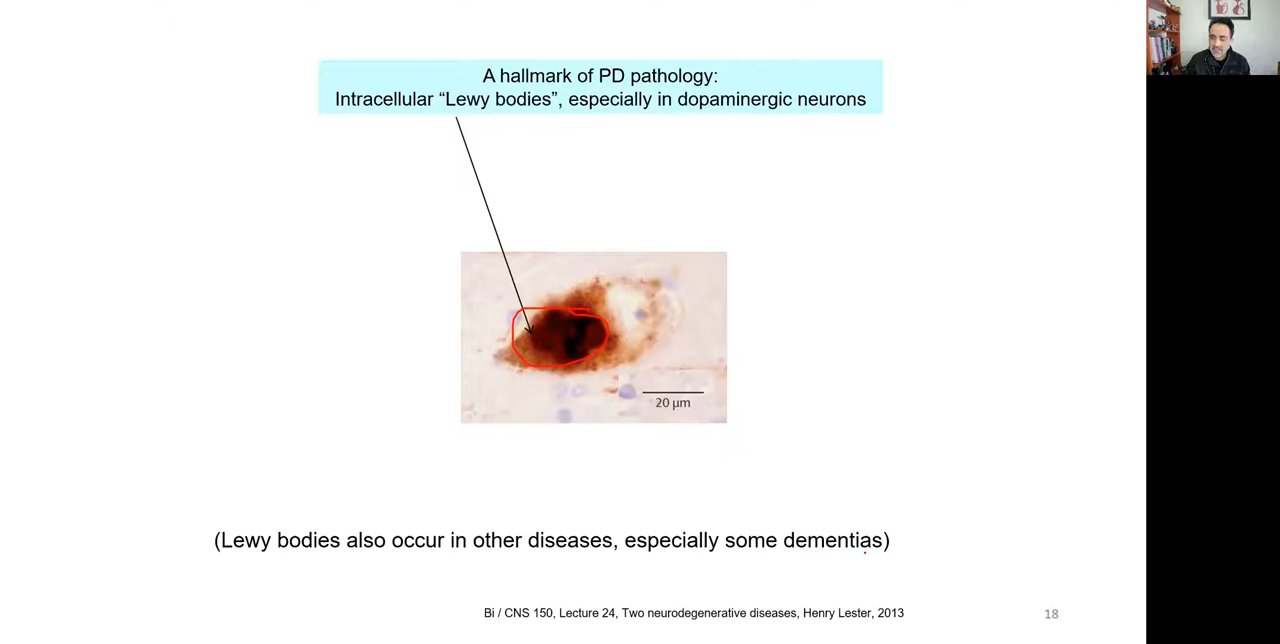 A hallmark of PD pathology:
Intracellular “Lewy bodies”, especially in dopaminergic neurons
20 µm
(Lewy bodies also occur in other diseases, especially some dementias)
Bi / CNS 150, Lecture 24, Two neurodegenerative diseases, Henry Lester, 2013
18